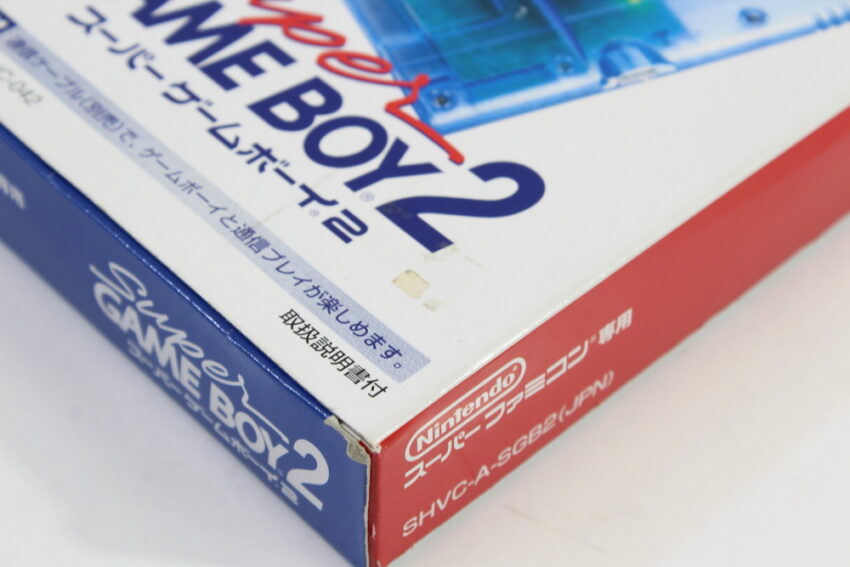 Super
GAME BOY®2
スーパーゲームボーイ®2
C-042
通信ケーブル(別売)で、ゲームボーイと通信プレイが楽しめます。
取扱説明書付
専用
Super
GAME BOY 2
スーパーゲームボーイ2
Nintendo
スーパーファミコン®専用
SHVC-A-SGB2(JPN)